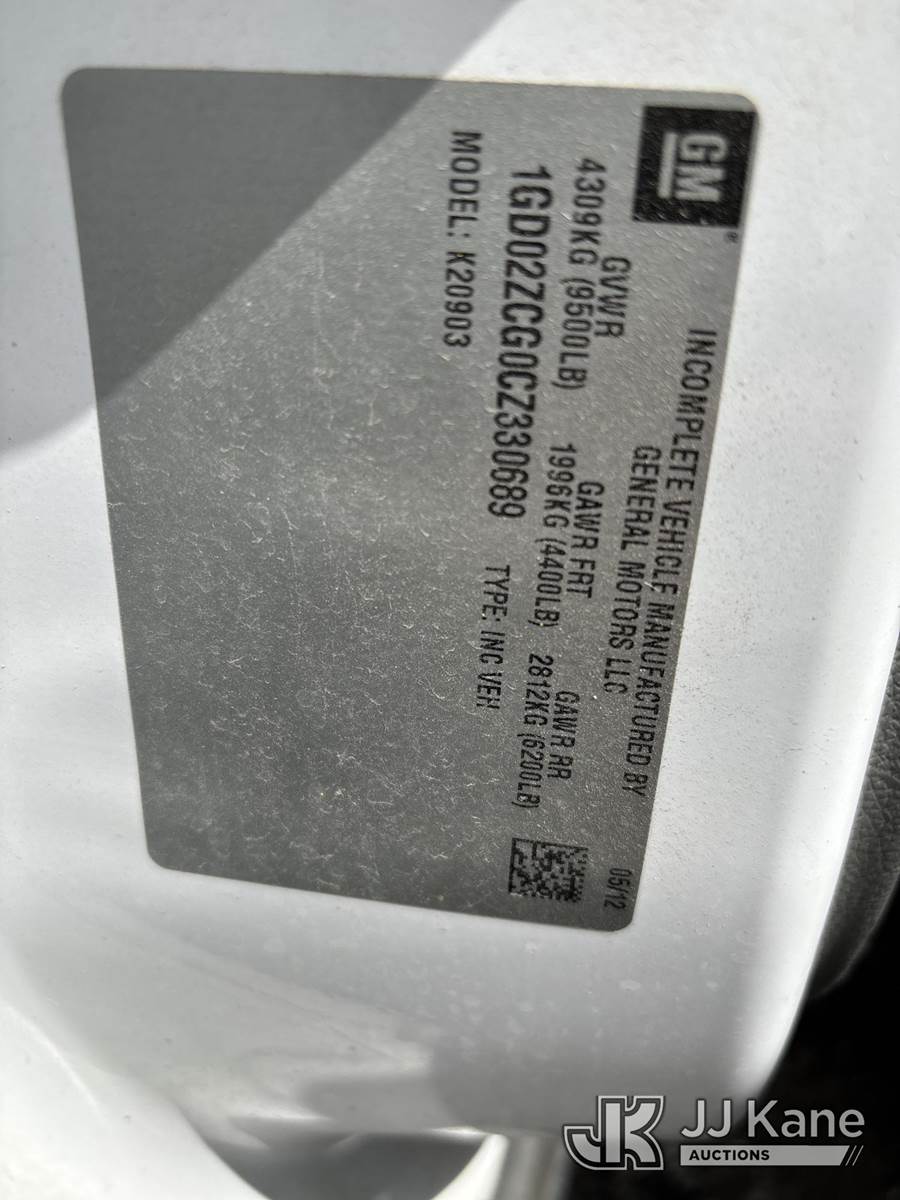 GM®
INCOMPLETE VEHICLE MANUFACTURED BY
GENERAL MOTORS LLC
05/12
GVWR GAWR FRT GAWR RR
4309KG (9500LB) 1996KG (4400LB) 2812KG (6200LB)
1GD02ZCG0CZ330689 TYPE: INC VEH
MODEL: K20903
JK JJ Kane
AUCTIONS